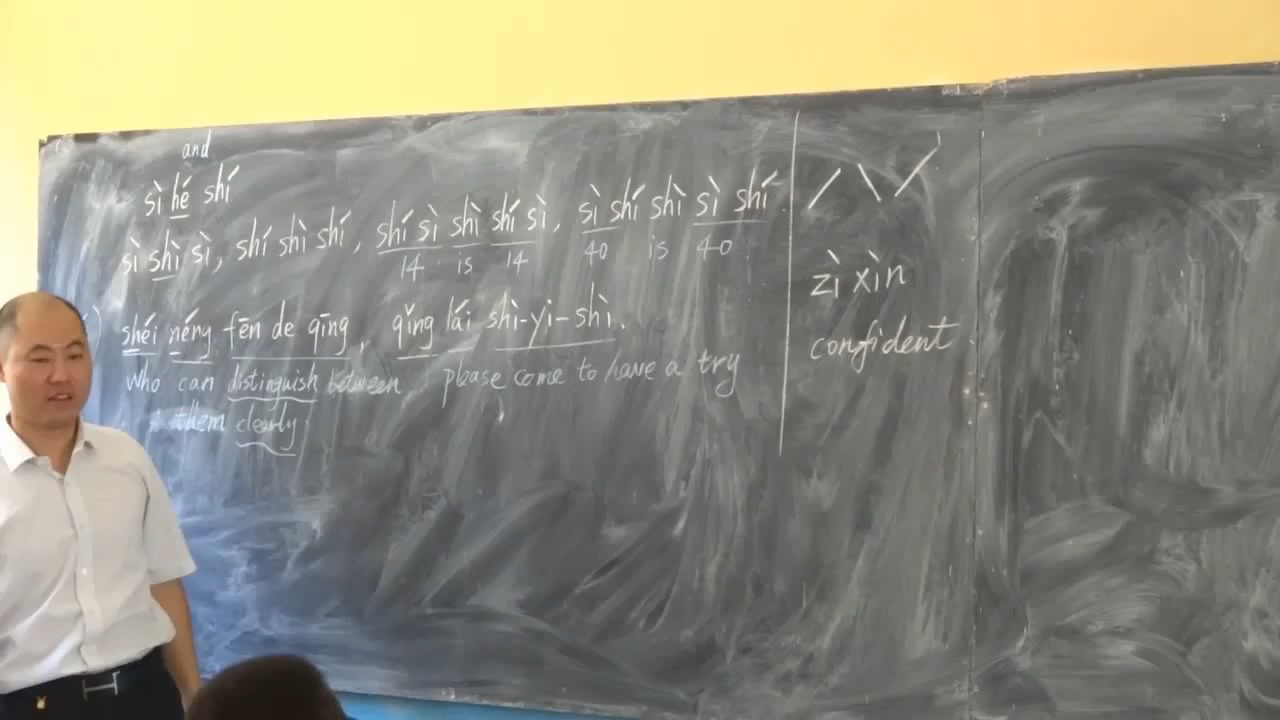 and
sì hé shí
sì shì sì, shí shì shí, shí sì shì shí sì, sì shí shì sì shí
14 is 14 40 is 40
shéi néng fēn de qīng, qǐng lái shì-yi-shì.
who can distinguish between please come to have a try
them clearly
zì xìn
confident